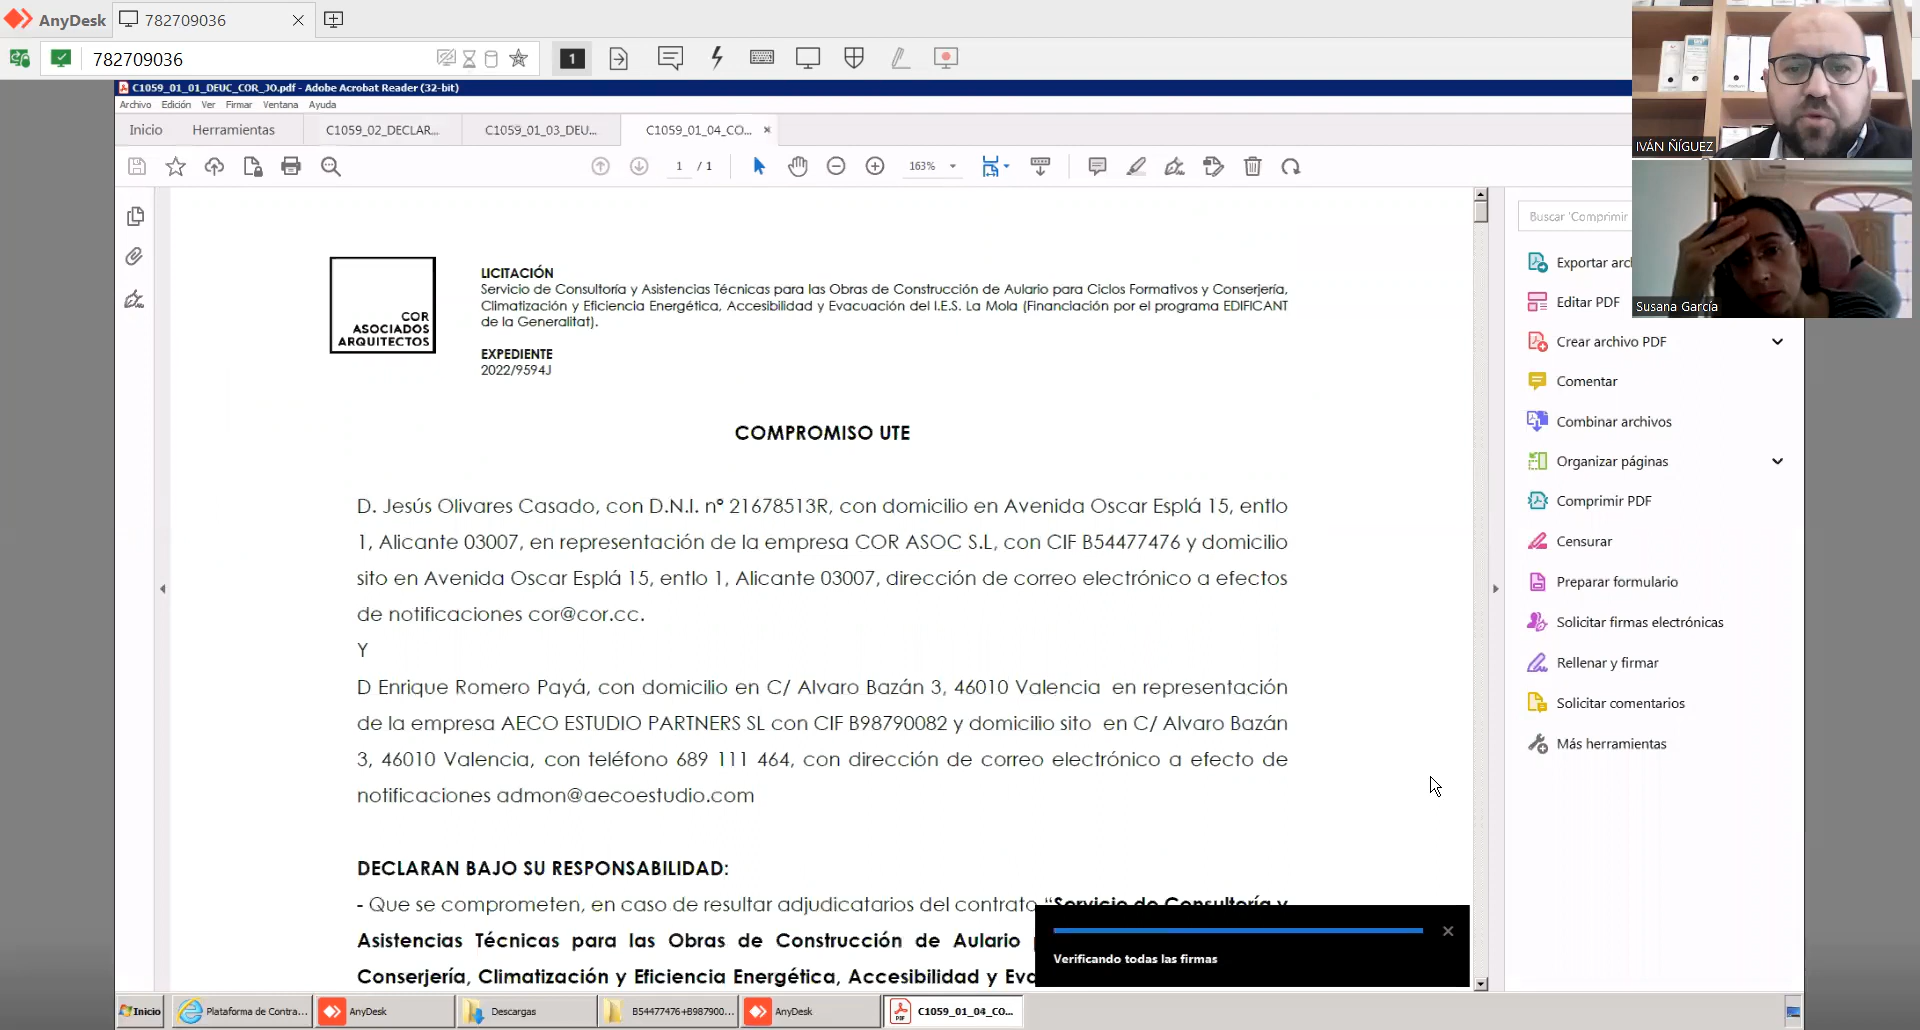 AnyDesk
782709036
782709036
1
C1059_01_01_DEUC_COR_JO.pdf - Adobe Acrobat Reader (32-bit)
Archivo Edición Ver Firmar Ventana Ayuda
Inicio Herramientas C1059_02_DECLAR... C1059_01_03_DEU... C1059_01_04_CO...
1 / 1 163%
IVÁN ÑÍGUEZ
Susana García
Buscar 'Comprimir
Exportar arc
Editar PDF
Crear archivo PDF
Comentar
Combinar archivos
Organizar páginas
Comprimir PDF
Censurar
Preparar formulario
Solicitar firmas electrónicas
Rellenar y firmar
Solicitar comentarios
Más herramientas
COR
ASOCIADOS
ARQUITECTOS
LICITACIÓN
Servicio de Consultoría y Asistencias Técnicas para las Obras de Construcción de Aulario para Ciclos Formativos y Conserjería,
Climatización y Eficiencia Energética, Accesibilidad y Evacuación del I.E.S. La Mola (Financiación por el programa EDIFICANT
de la Generalitat).
EXPEDIENTE
2022/9594J
COMPROMISO UTE
D. Jesús Olivares Casado, con D.N.I. nº 21678513R, con domicilio en Avenida Oscar Esplá 15, entlo
1, Alicante 03007, en representación de la empresa COR ASOC S.L, con CIF B54477476 y domicilio
sito en Avenida Oscar Esplá 15, entlo 1, Alicante 03007, dirección de correo electrónico a efectos
de notificaciones cor@cor.cc.
Y
D Enrique Romero Payá, con domicilio en C/ Alvaro Bazán 3, 46010 Valencia en representación
de la empresa AECO ESTUDIO PARTNERS SL con CIF B98790082 y domicilio sito en C/ Alvaro Bazán
3, 46010 Valencia, con teléfono 689 111 464, con dirección de correo electrónico a efecto de
notificaciones admon@aecoestudio.com
DECLARAN BAJO SU RESPONSABILIDAD:
- Que se comprometen, en caso de resultar adjudicatarios del contrato "Servicio de Consultoría y
Asistencias Técnicas para las Obras de Construcción de Aulario
Conserjería, Climatización y Eficiencia Energética, Accesibilidad y Eva
Verificando todas las firmas
Inicio Plataforma de Contra... AnyDesk Descargas B54477476+B987900... AnyDesk C1059_01_04_CO...